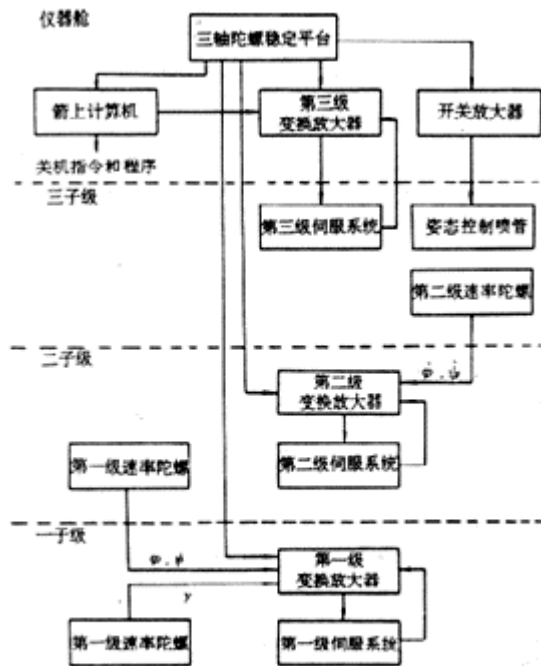 仪器舱
三轴陀螺稳定平台
箭上计算机
第三级
变换放大器
开关放大器
关机指令和程序
三子级
第三级伺服系统
姿态控制喷管
第二级速率陀螺
二子级
第二级
变换放大器
第一级速率陀螺
第二级伺服系统
一子级
第一级
变换放大器
γ
第一级速率陀螺
第一级伺服系统